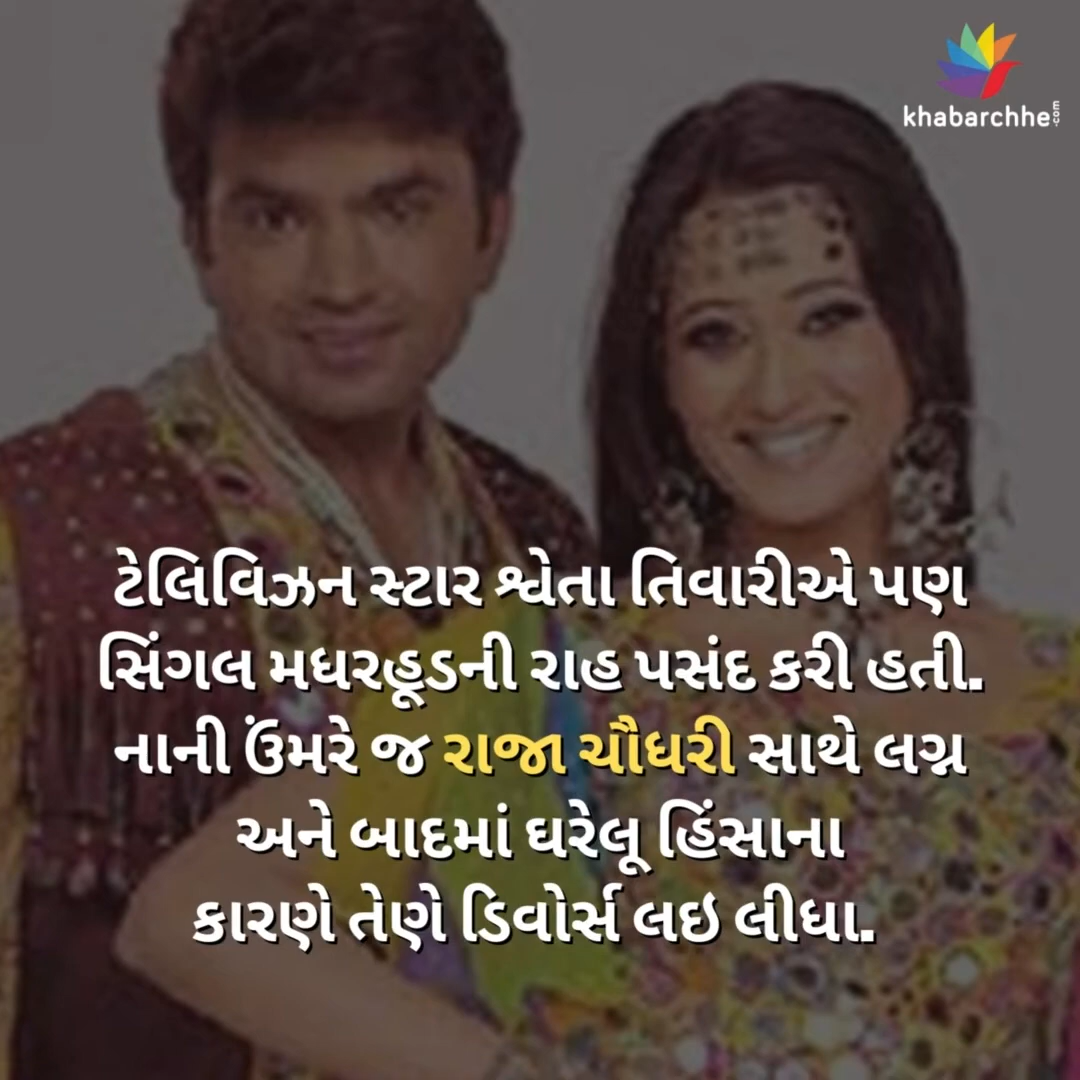 khabarchhe.com
ટેલિવિઝન સ્ટાર શ્વેતા તિવારીએ પણ
સિંગલ મધરહૂડની રાહ પસંદ કરી હતી.
નાની ઉંમરે જ રાજા ચૌધરી સાથે લગ્ન
અને બાદમાં ઘરેલૂ હિંસાના
કારણે તેણે ડિવોર્સ લઇ લીધા.